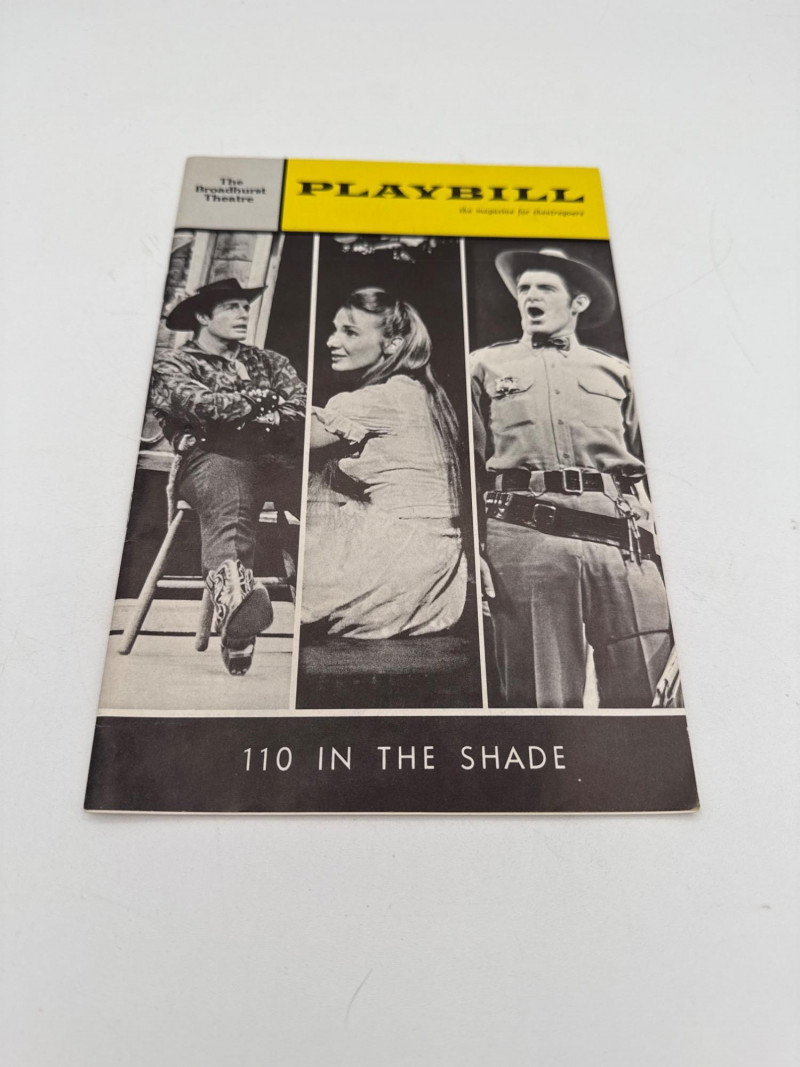 The
Broadhurst
Theatre
PLAYBILL
the magazine for theatregoers
110 IN THE SHADE